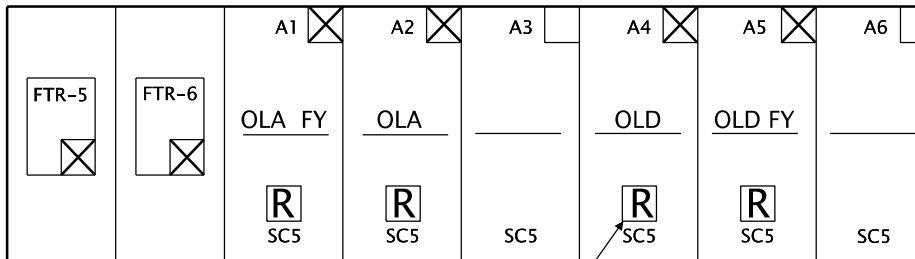 A1 A2 A3 A4 A5 A6
FTR-5 FTR-6
OLA FY OLA OLD OLD FY
R R R R
SC5 SC5 SC5 SC5 SC5 SC5